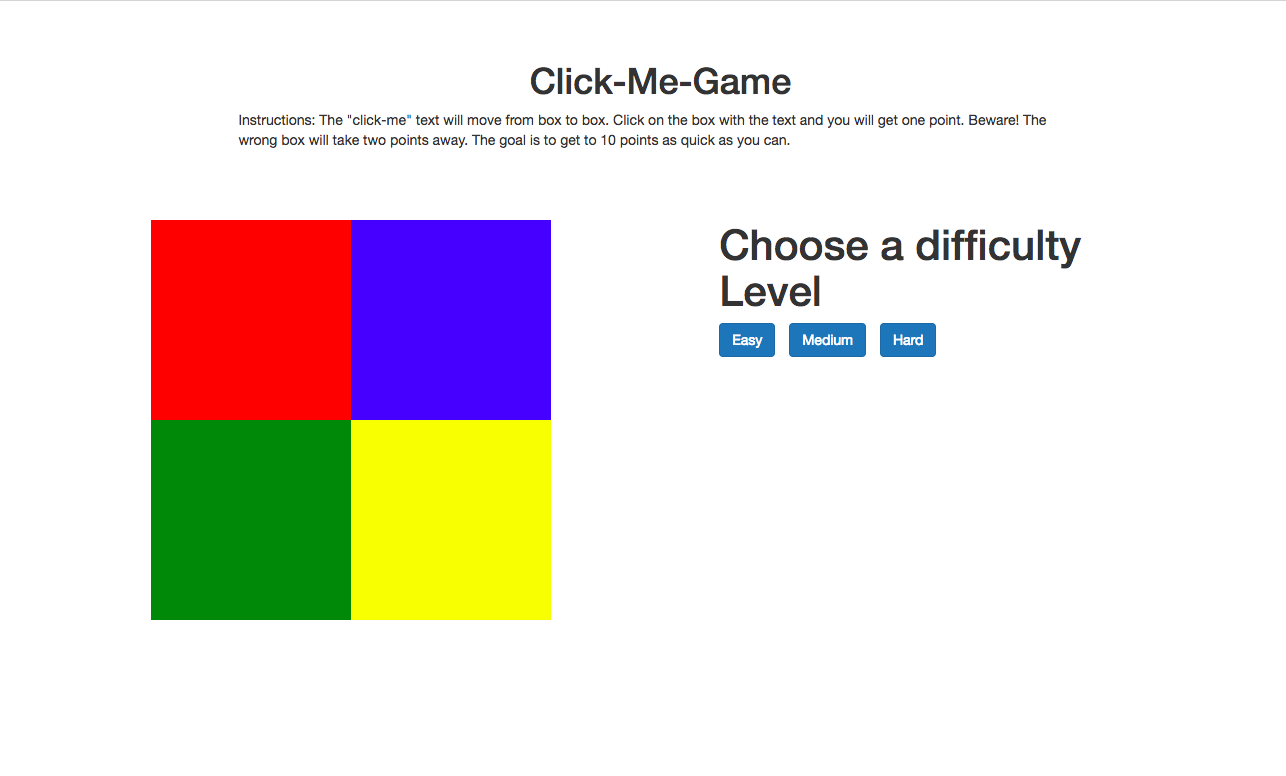 Click-Me-Game
Instructions: The "click-me" text will move from box to box. Click on the box with the text and you will get one point. Beware! The
wrong box will take two points away. The goal is to get to 10 points as quick as you can.
Choose a difficulty
Level
Easy Medium Hard